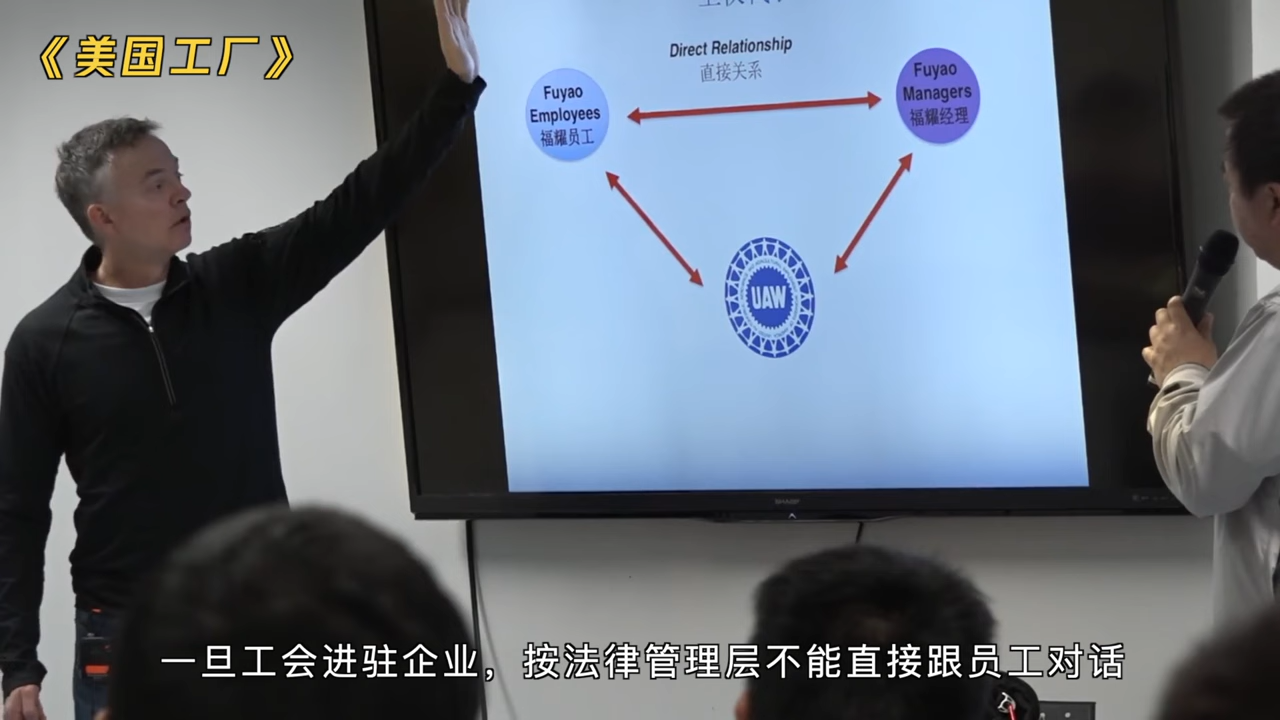 《美国工厂》
Direct Relationship
直接关系
Fuyao
Employees
福耀员工
Fuyao
Managers
福耀经理
UAW
SHARP
一旦工会进驻企业，按法律管理层不能直接跟员工对话